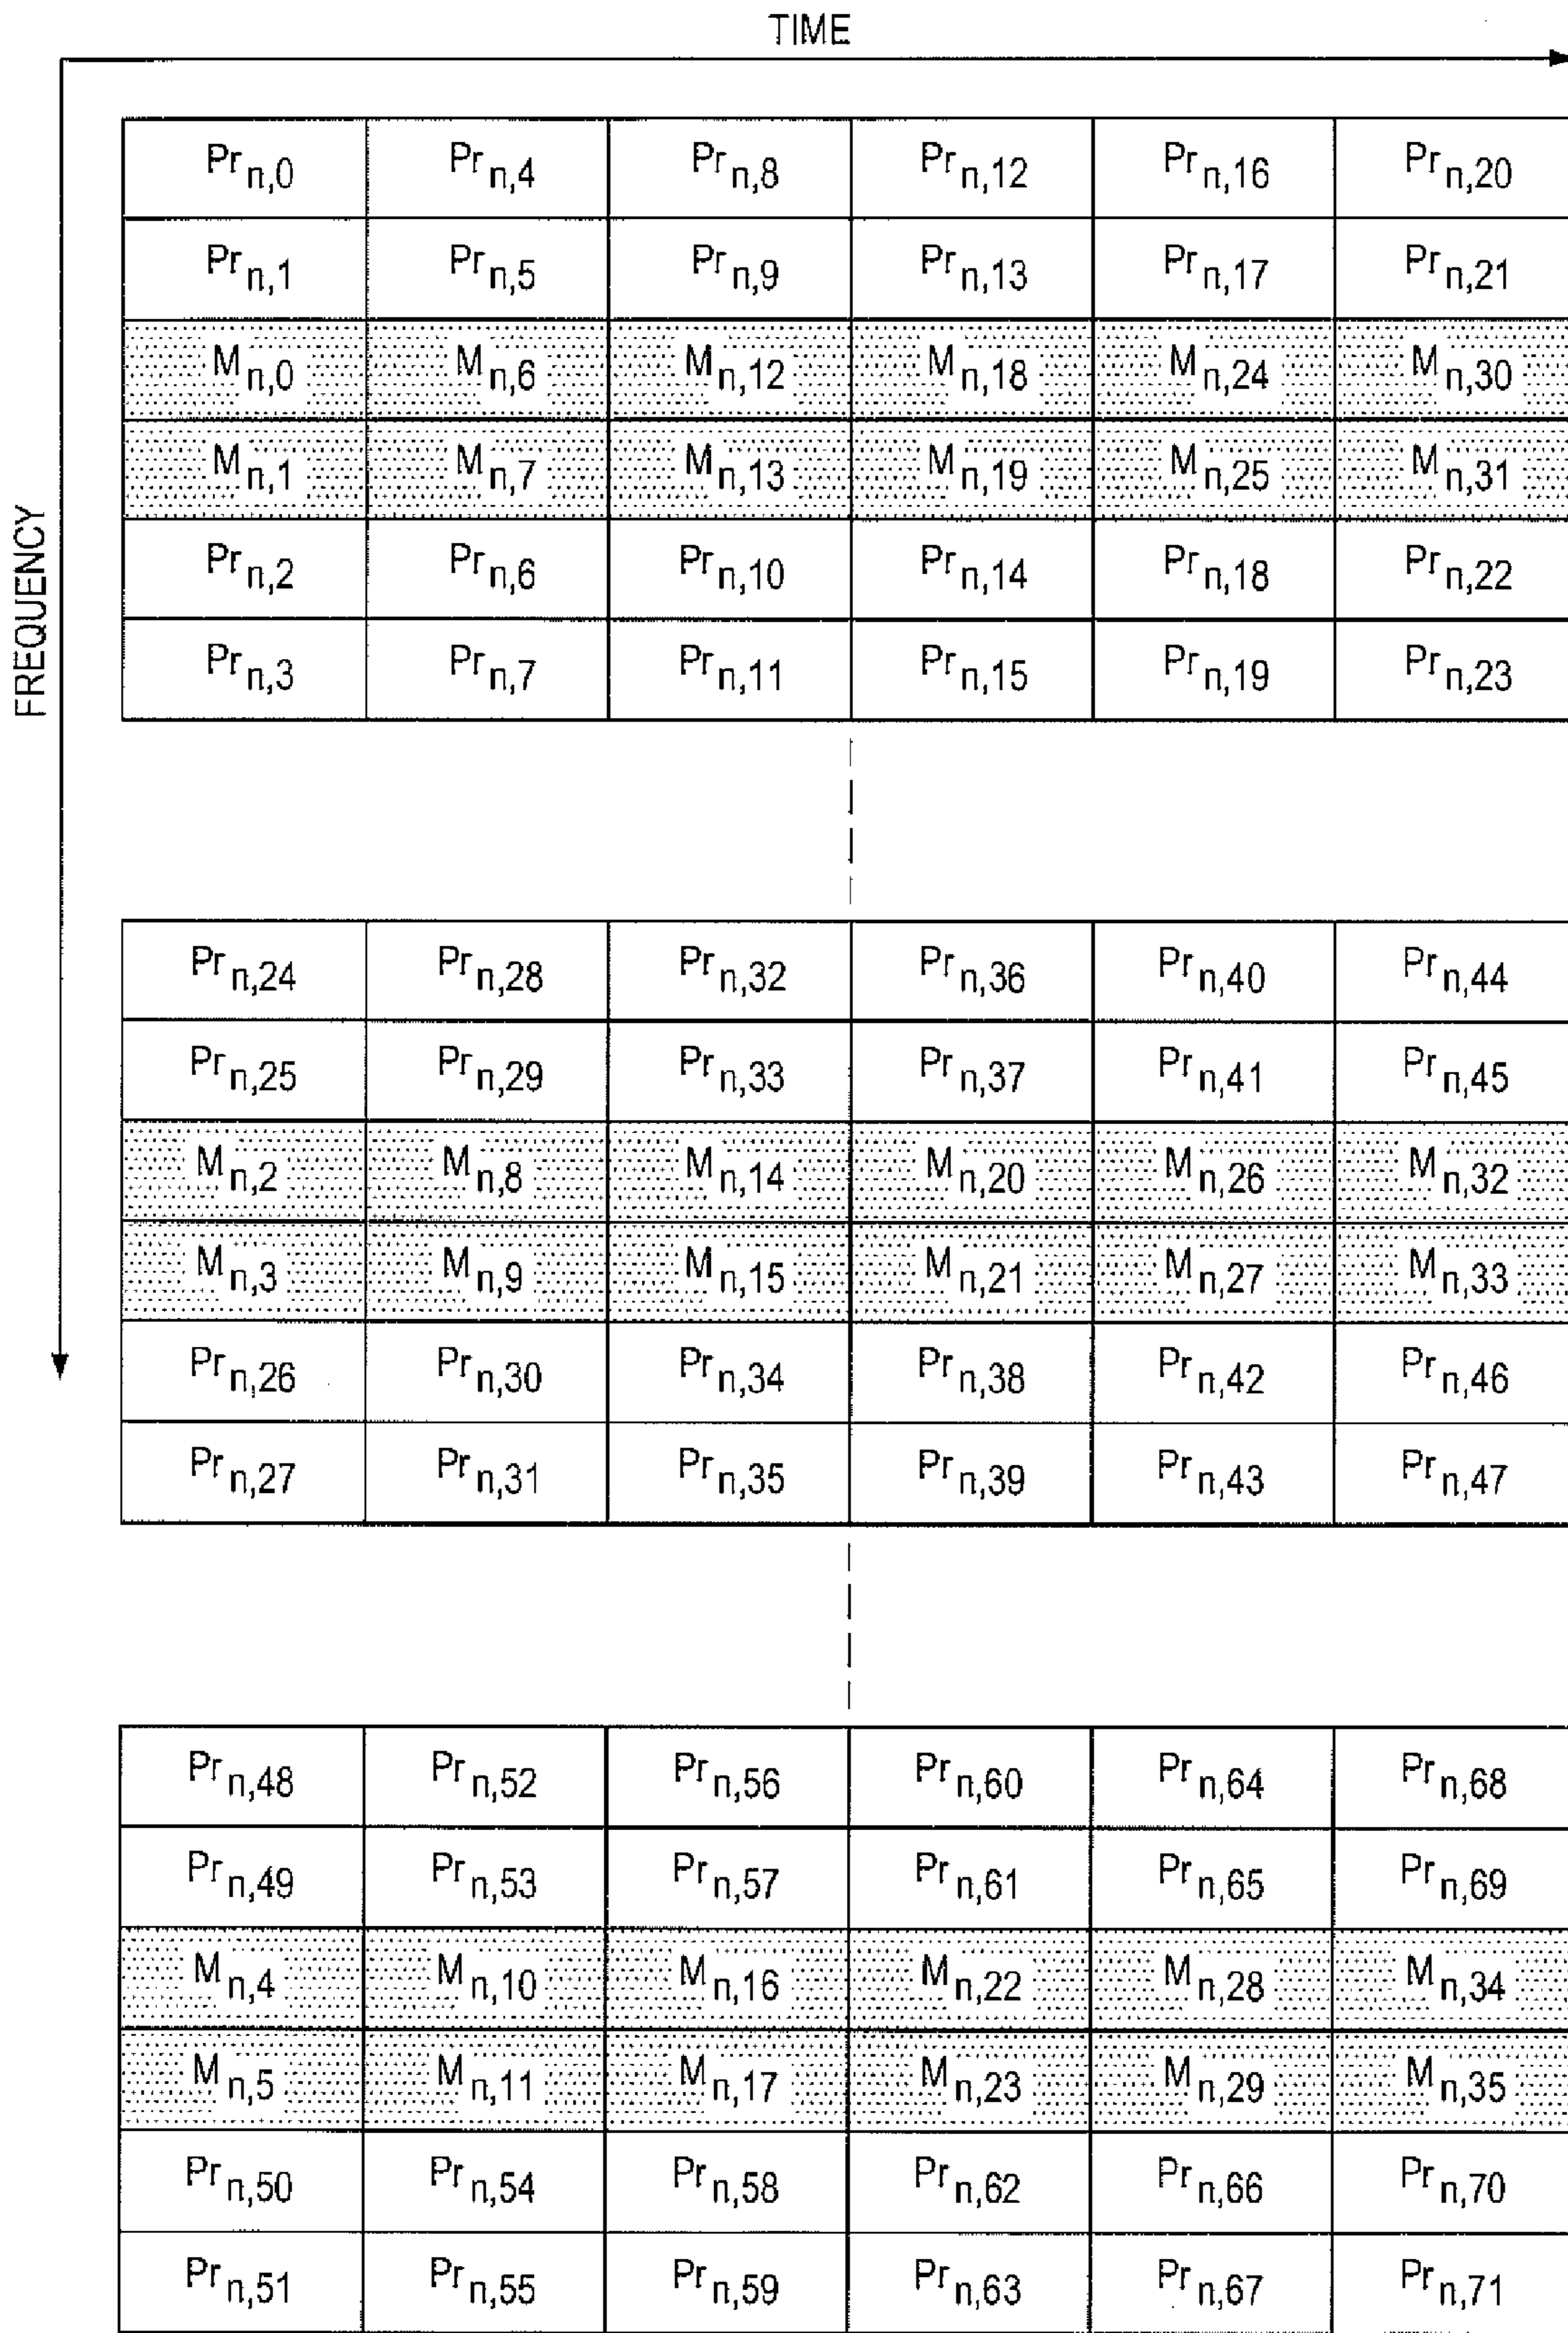 TIME
FREQUENCY
Pr n,0 Pr n,4 Pr n,8 Pr n,12 Pr n,16 Pr n,20
Pr n,1 Pr n,5 Pr n,9 Pr n,13 Pr n,17 Pr n,21
M n,0 M n,6 M n,12 M n,18 M n,24 M n,30
M n,1 M n,7 M n,13 M n,19 M n,25 M n,31
Pr n,2 Pr n,6 Pr n,10 Pr n,14 Pr n,18 Pr n,22
Pr n,3 Pr n,7 Pr n,11 Pr n,15 Pr n,19 Pr n,23
Pr n,24 Pr n,28 Pr n,32 Pr n,36 Pr n,40 Pr n,44
Pr n,25 Pr n,29 Pr n,33 Pr n,37 Pr n,41 Pr n,45
M n,2 M n,8 M n,14 M n,20 M n,26 M n,32
M n,3 M n,9 M n,15 M n,21 M n,27 M n,33
Pr n,26 Pr n,30 Pr n,34 Pr n,38 Pr n,42 Pr n,46
Pr n,27 Pr n,31 Pr n,35 Pr n,39 Pr n,43 Pr n,47
Pr n,48 Pr n,52 Pr n,56 Pr n,60 Pr n,64 Pr n,68
Pr n,49 Pr n,53 Pr n,57 Pr n,61 Pr n,65 Pr n,69
M n,4 M n,10 M n,16 M n,22 M n,28 M n,34
M n,5 M n,11 M n,17 M n,23 M n,29 M n,35
Pr n,50 Pr n,54 Pr n,58 Pr n,62 Pr n,66 Pr n,70
Pr n,51 Pr n,55 Pr n,59 Pr n,63 Pr n,67 Pr n,71